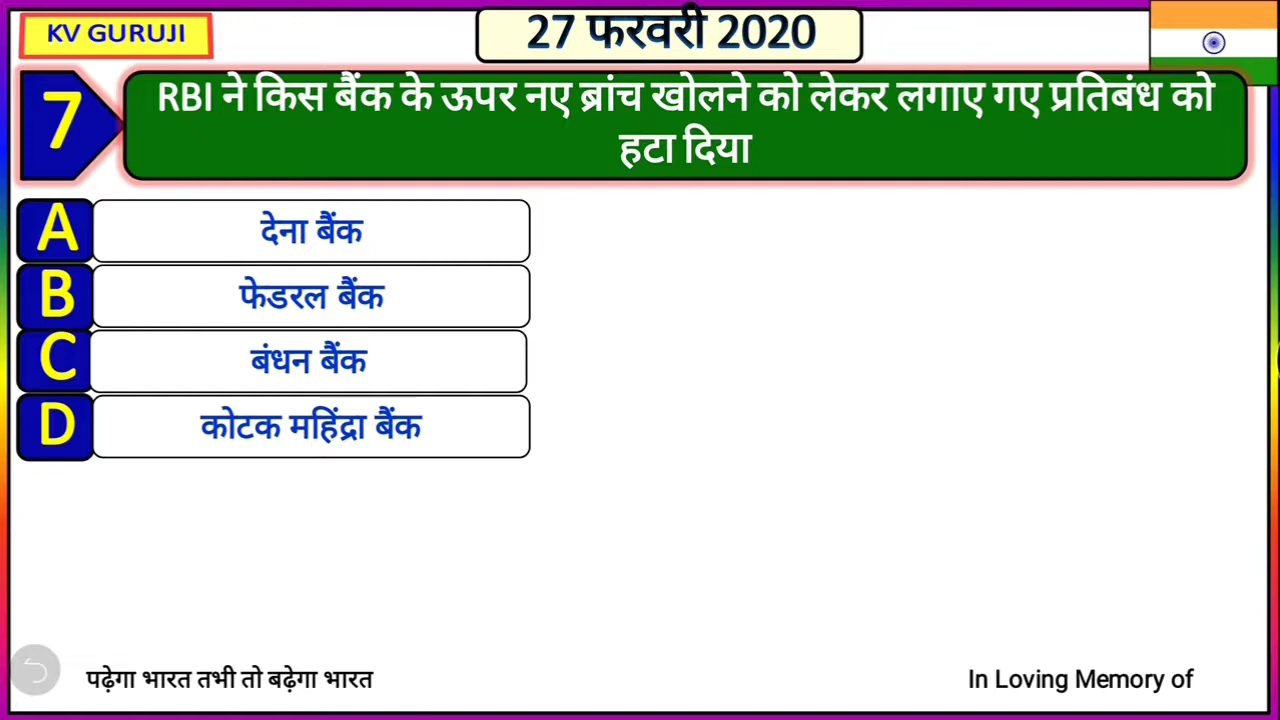 KV GURUJI
27 फरवरी 2020
7
RBI ने किस बैंक के ऊपर नए ब्रांच खोलने को लेकर लगाए गए प्रतिबंध को
हटा दिया
A
देना बैंक
B
फेडरल बैंक
C
बंधन बैंक
D
कोटक महिंद्रा बैंक
पढ़ेगा भारत तभी तो बढ़ेगा भारत
In Loving Memory of